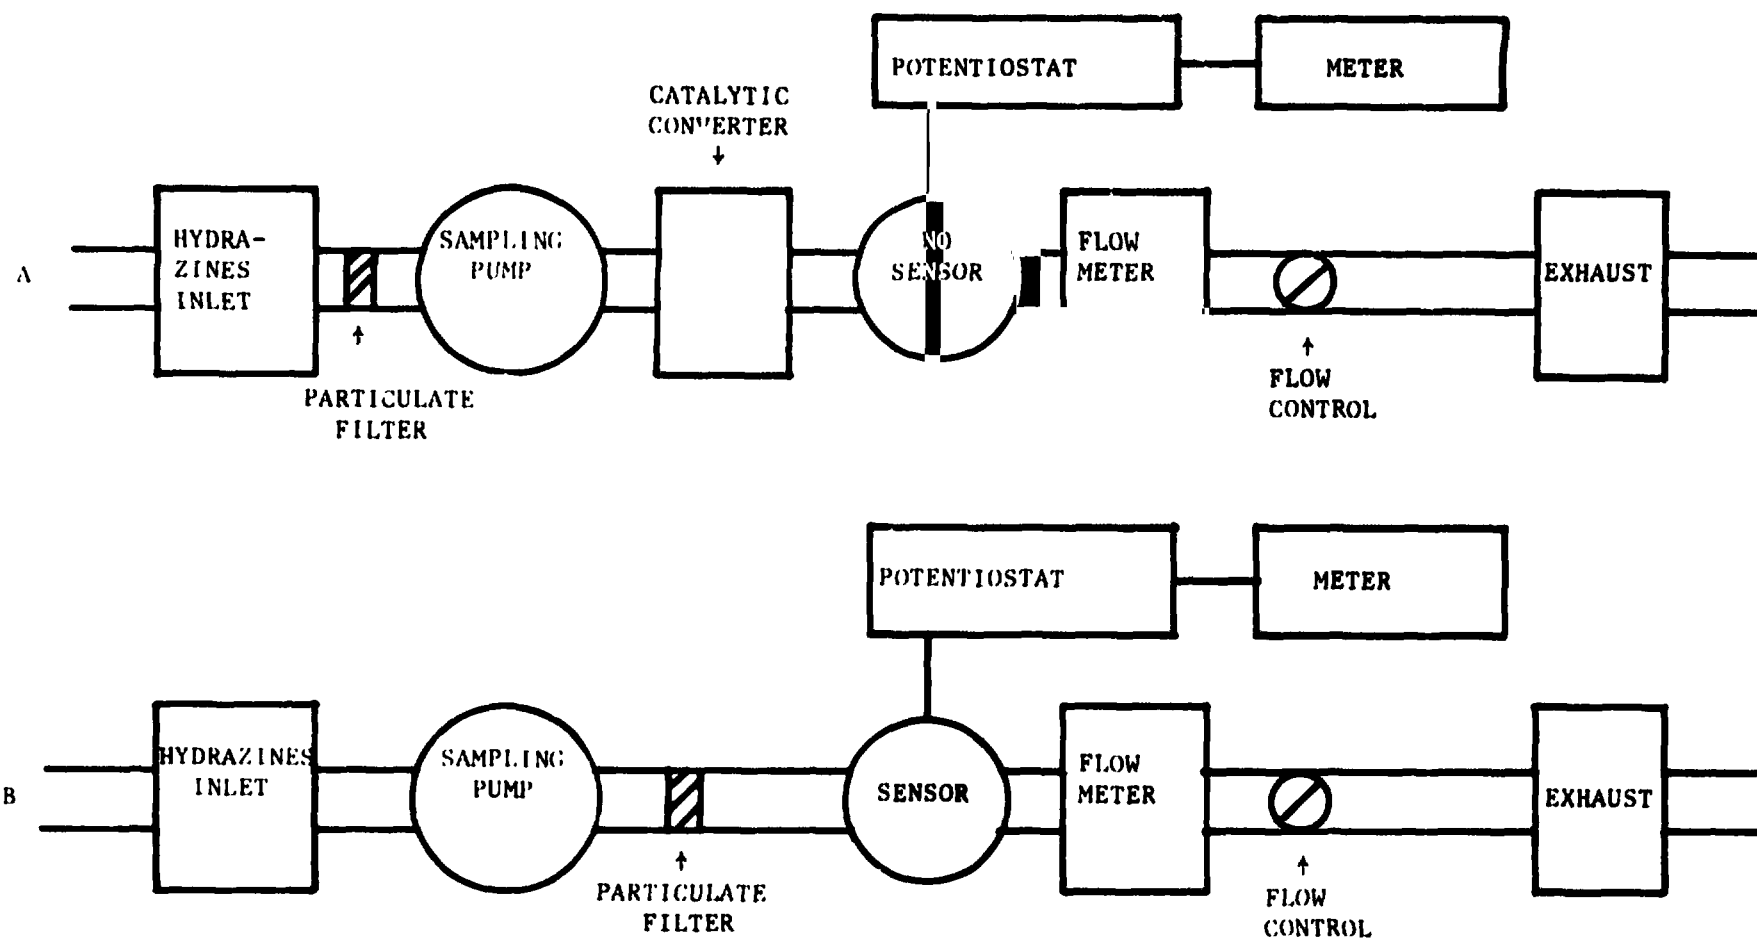 POTENTIOSTAT
METER
CATALYTIC
CONVERTER
A
HYDRA-
ZINES
INLET
SAMPLING
PUMP
NO
SENSOR
FLOW
METER
EXHAUST
PARTICULATE
FILTER
FLOW
CONTROL
POTENTIOSTAT
METER
B
HYDRAZINES
INLET
SAMPLING
PUMP
SENSOR
FLOW
METER
EXHAUST
PARTICULATE
FILTER
FLOW
CONTROL